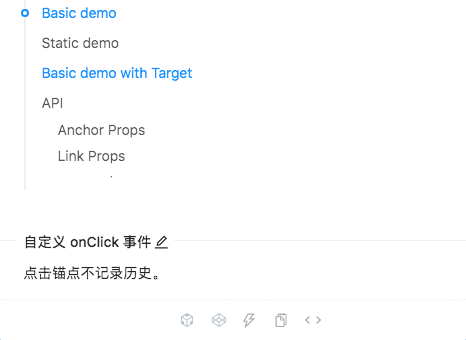 Basic demo
Static demo
Basic demo with Target
API
Anchor Props
Link Props
自定义 onClick 事件
点击锚点不记录历史。